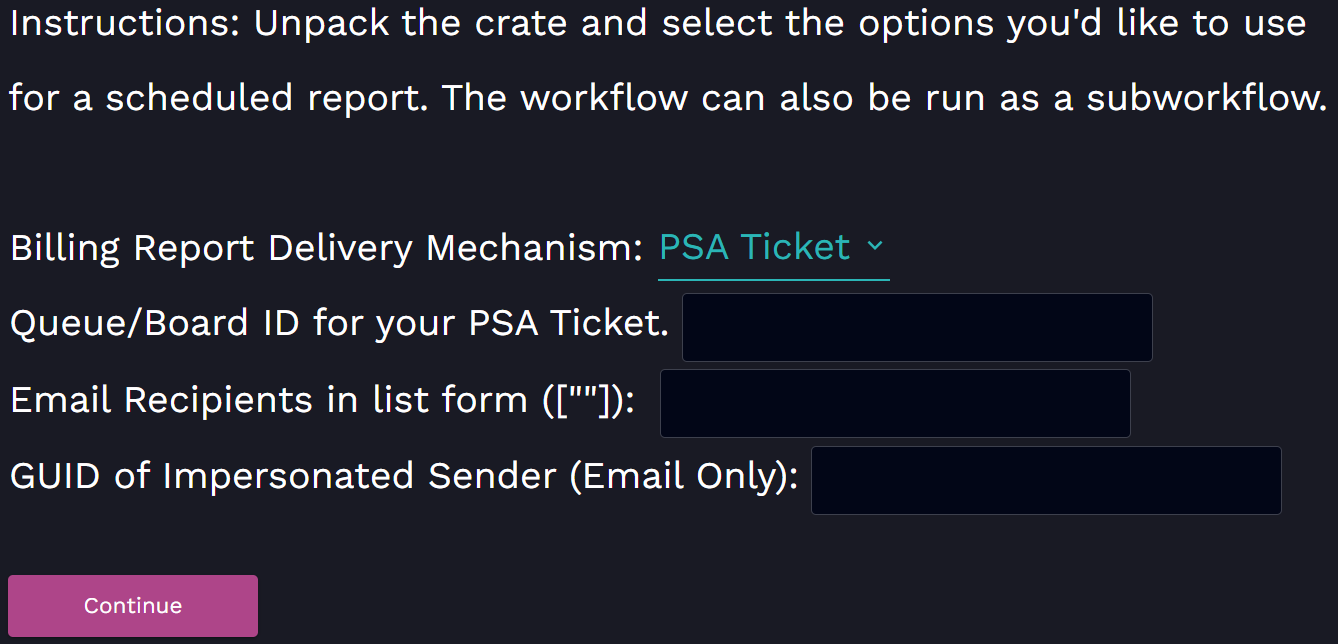 Instructions: Unpack the crate and select the options you'd like to use
for a scheduled report. The workflow can also be run as a subworkflow.
Billing Report Delivery Mechanism: PSA Ticket
Queue/Board ID for your PSA Ticket.
Email Recipients in list form ([""]):
GUID of Impersonated Sender (Email Only):
Continue